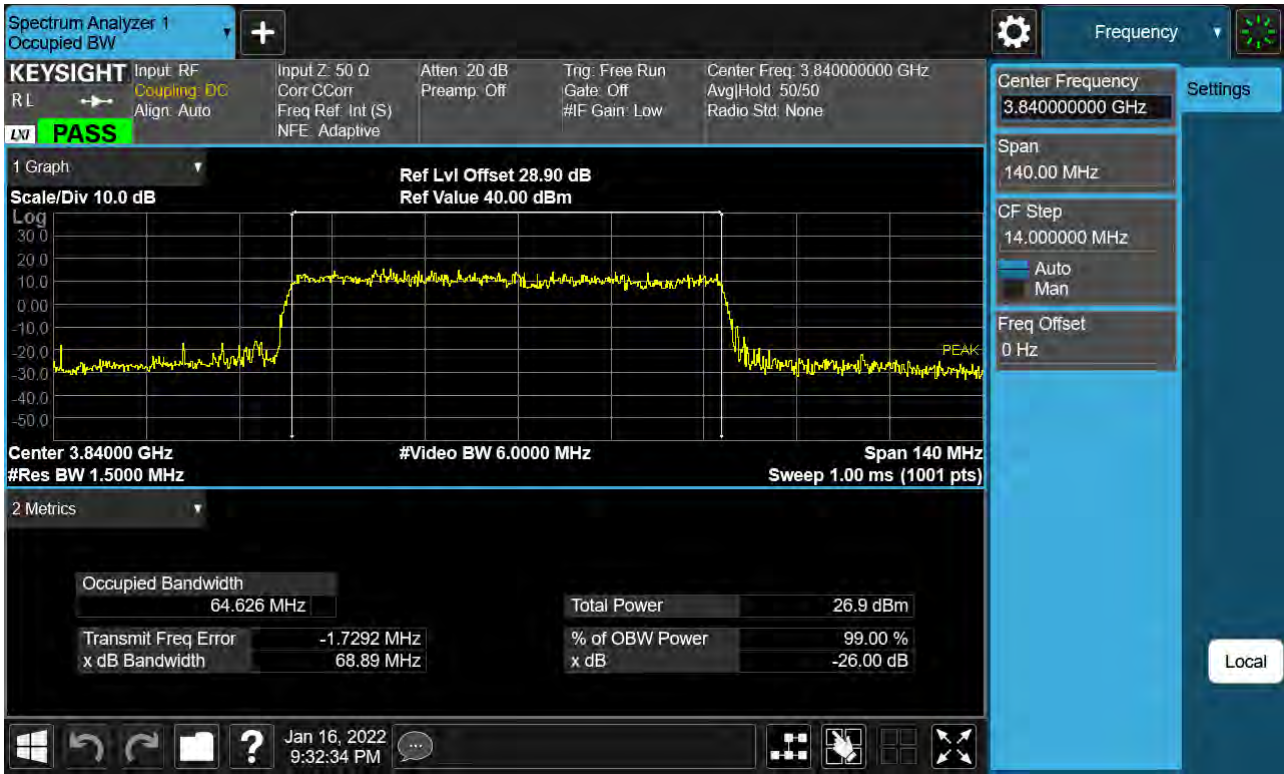 Spectrum Analyzer 1
Occupied BW
+
Frequency
KEYSIGHT
RL
LXI PASS
Input: RF
Coupling: DC
Align: Auto
Input Z: 50 Ω
Corr CCorr
Freq Ref: Int (S)
NFE: Adaptive
Atten: 20 dB
Preamp: Off
Trig: Free Run
Gate: Off
#IF Gain: Low
Center Freq: 3.840000000 GHz
Avg|Hold: 50/50
Radio Std: None
Center Frequency
3.840000000 GHz
Settings
Span
140.00 MHz
CF Step
14.000000 MHz
Auto
Man
Freq Offset
0 Hz
1 Graph
Scale/Div 10.0 dB
Ref Lvl Offset 28.90 dB
Ref Value 40.00 dBm
Log
30.0
20.0
10.0
0.00
-10.0
-20.0
-30.0
-40.0
-50.0
PEAK
Center 3.84000 GHz
#Video BW 6.0000 MHz
Span 140 MHz
#Res BW 1.5000 MHz
Sweep 1.00 ms (1001 pts)
2 Metrics
Occupied Bandwidth
64.626 MHz
Total Power 26.9 dBm
Transmit Freq Error -1.7292 MHz
% of OBW Power 99.00 %
x dB Bandwidth 68.89 MHz
x dB -26.00 dB
Local
?
Jan 16, 2022
9:32:34 PM